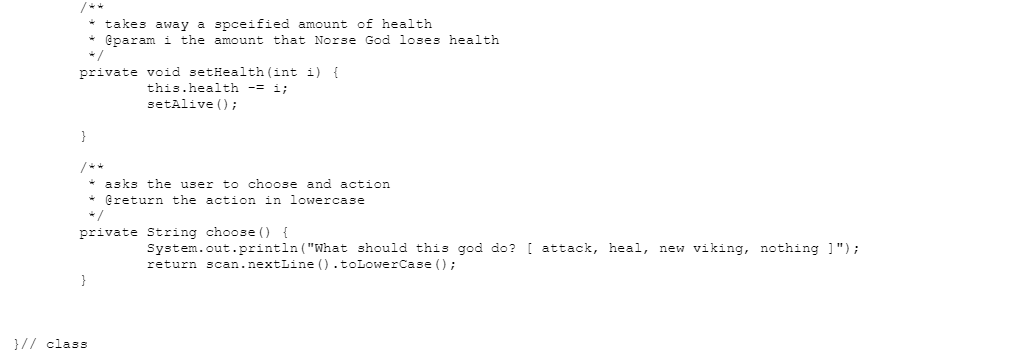 /**
 * takes away a spceified amount of health
 * @param i the amount that Norse God loses health
 */
private void setHealth(int i) {
this.health -= i;
setAlive();
}
/**
 * asks the user to choose and action
 * @return the action in lowercase
 */
private String choose() {
System.out.println("What should this god do? [ attack, heal, new viking, nothing ]");
return scan.nextLine().toLowerCase();
}
}// class